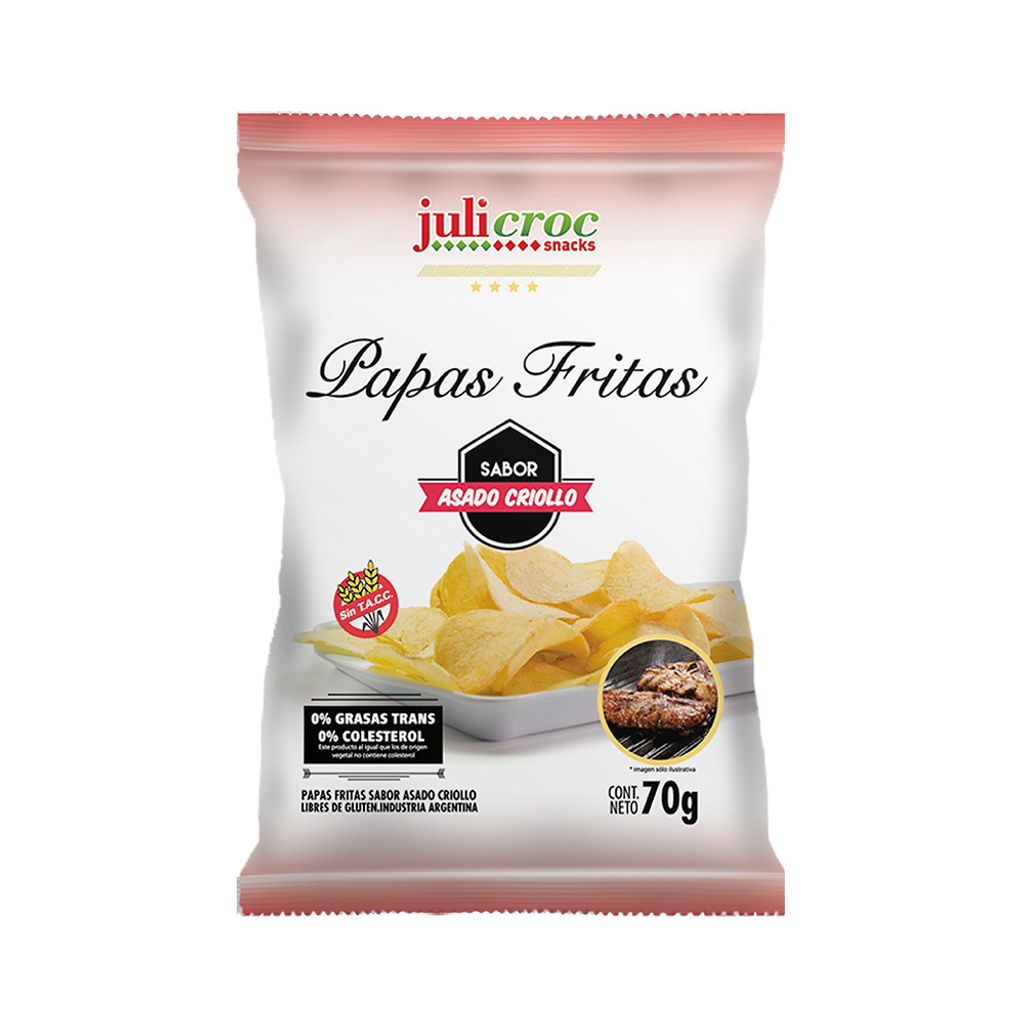 julicroc
snacks
Papas Fritas
SABOR
ASADO CRIOLLO
Sin T.A.C.C.
0% GRASAS TRANS
0% COLESTEROL
Este producto al igual que los de origen
vegetal no contiene colesterol
* imagen sólo ilustrativa
PAPAS FRITAS SABOR ASADO CRIOLLO
LIBRES DE GLUTEN.INDUSTRIA ARGENTINA
CONT.
NETO 70g